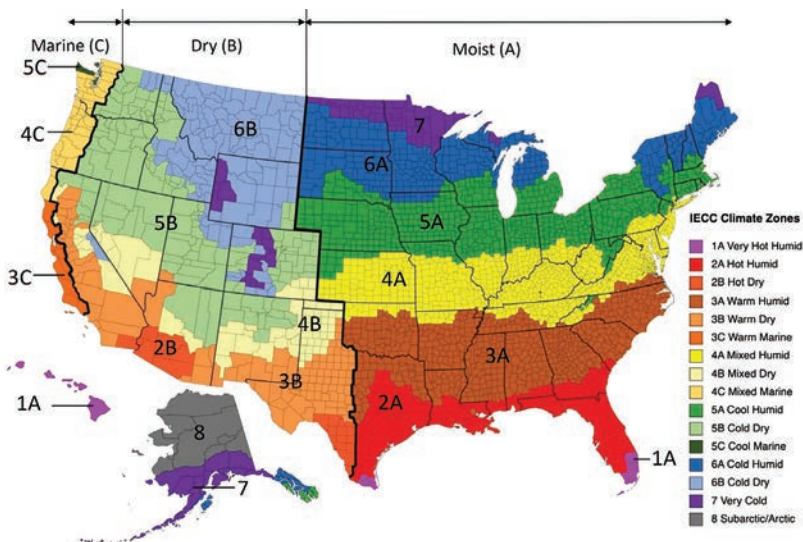 Marine (C)
Dry (B)
Moist (A)
5C
4C
6B
7
6A
5B
5A
3C
4A
4B
2B
3B
3A
2A
1A
8
7
1A
IECC Climate Zones
1A Very Hot Humid
2A Hot Humid
2B Hot Dry
3A Warm Humid
3B Warm Dry
3C Warm Marine
4A Mixed Humid
4B Mixed Dry
4C Mixed Marine
5A Cool Humid
5B Cold Dry
5C Cool Marine
6A Cold Humid
6B Cold Dry
7 Very Cold
8 Subarctic/Arctic